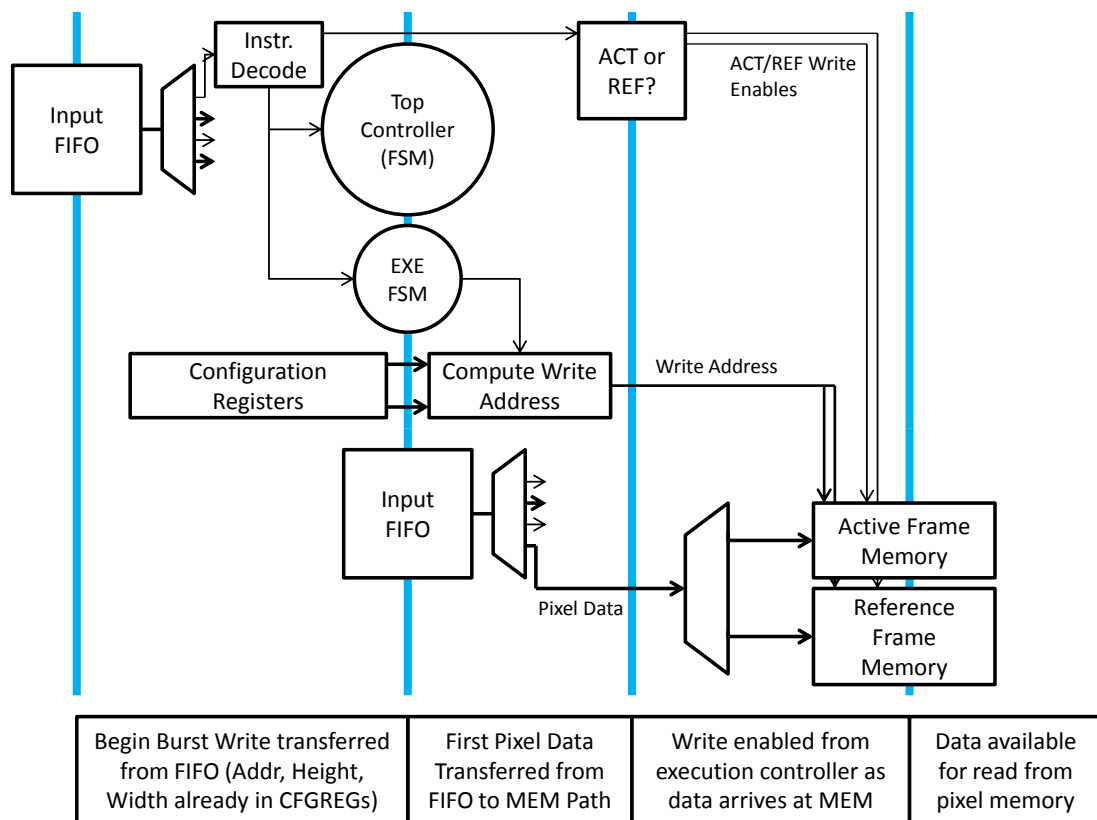 Instr.
Decode
ACT or
REF?
ACT/REF Write
Enables
Input
FIFO
Top
Controller
(FSM)
EXE
FSM
Configuration
Registers
Compute Write
Address
Write Address
Input
FIFO
Pixel Data
Active Frame
Memory
Reference
Frame
Memory
Begin Burst Write transferred
from FIFO (Addr, Height,
Width already in CFGREGs)
First Pixel Data
Transferred from
FIFO to MEM Path
Write enabled from
execution controller as
data arrives at MEM
Data available
for read from
pixel memory